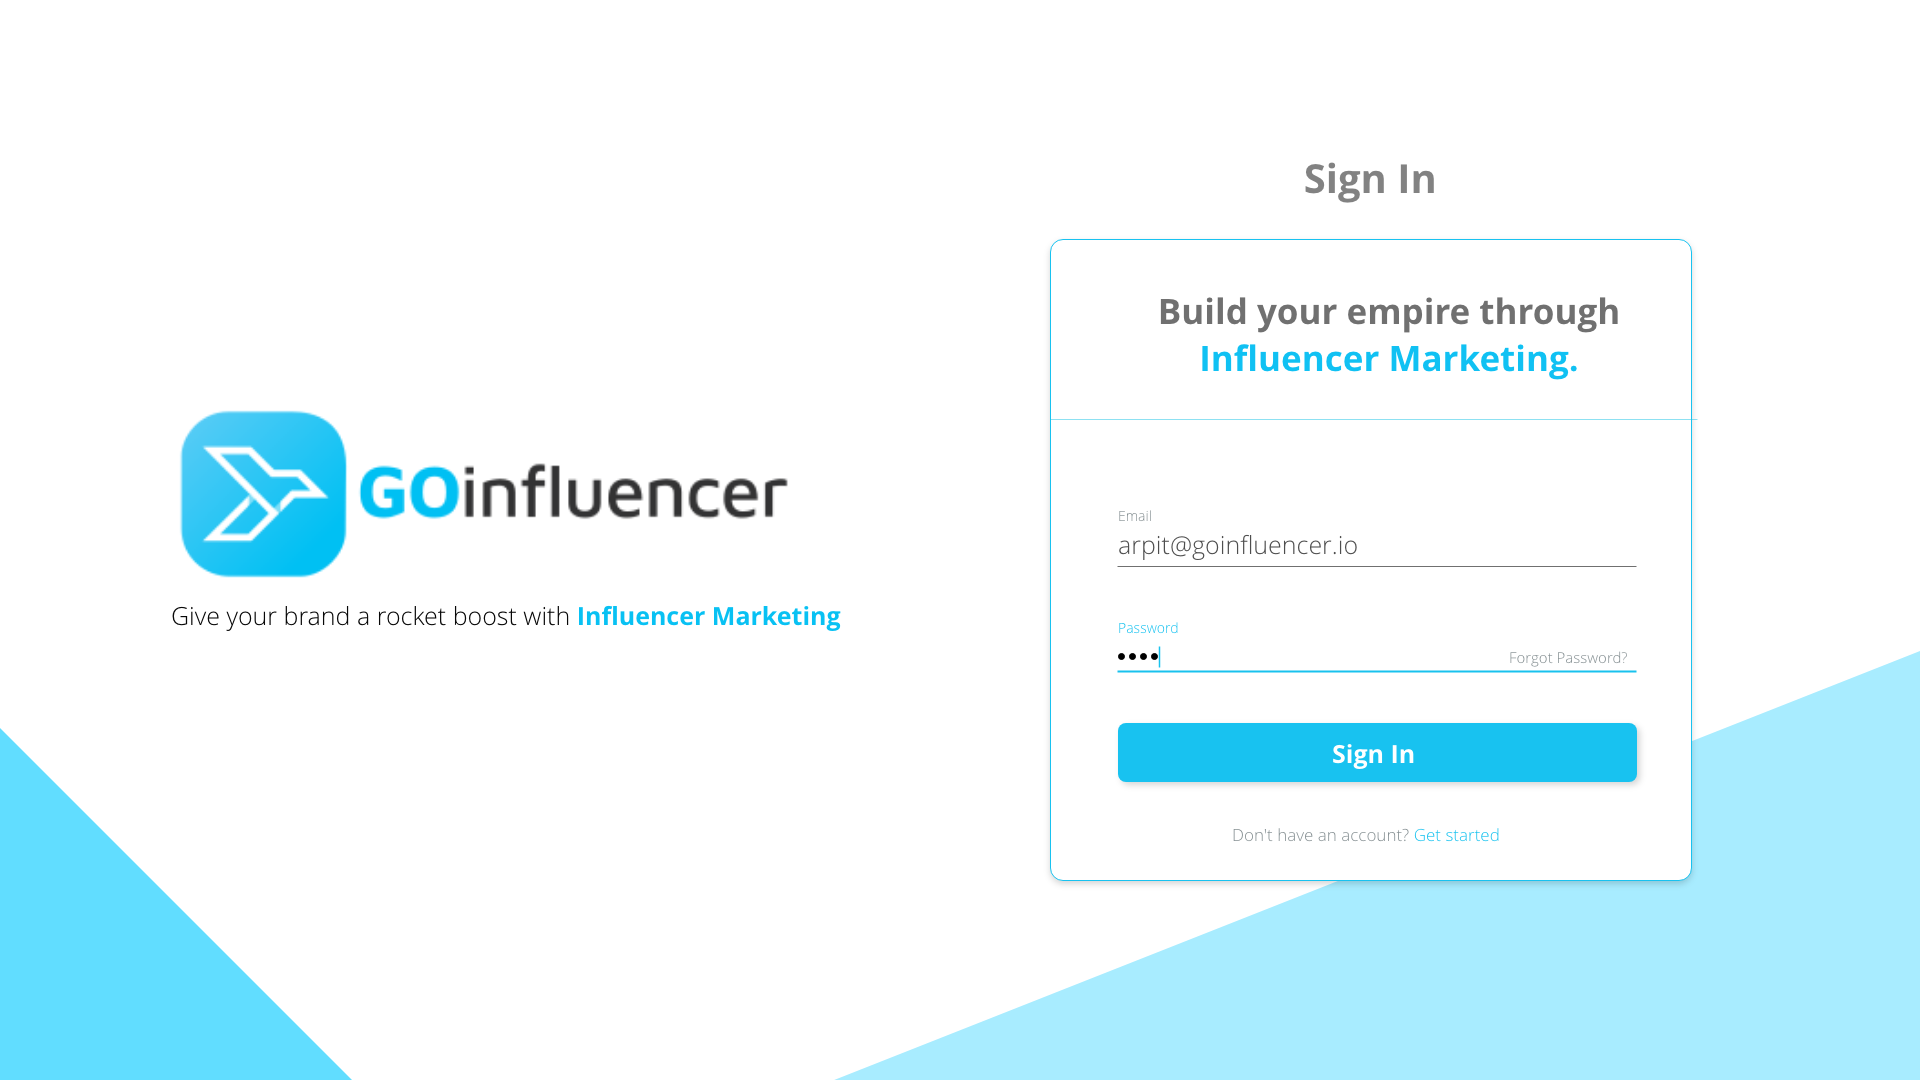 GOinfluencer
Give your brand a rocket boost with Influencer Marketing
Sign In
Build your empire through
Influencer Marketing.
Email
arpit@goinfluencer.io
Password
••••
Forgot Password?
Sign In
Don't have an account? Get started